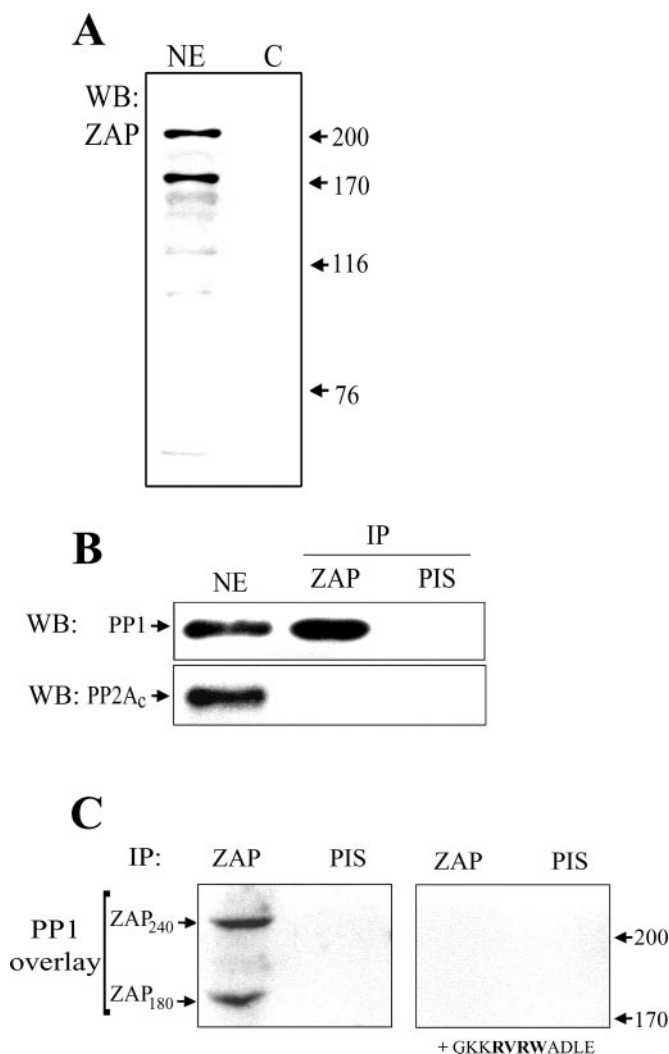 A
NE C
WB:
ZAP
200
170
116
76
B
IP
NE ZAP PIS
WB: PP1
WB: PP2Ac
C
IP: ZAP PIS ZAP PIS
PP1
overlay
ZAP240
ZAP180
200
170
+ GKKRVRWADLE